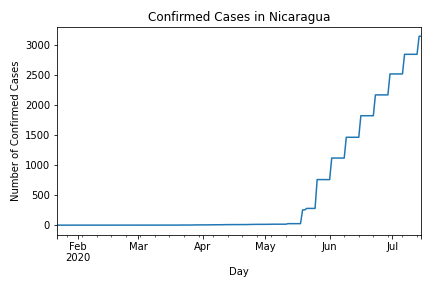 Confirmed Cases in Nicaragua
Number of Confirmed Cases
3000
2500
2000
1500
1000
500
0
Feb Mar Apr May Jun Jul
2020
Day